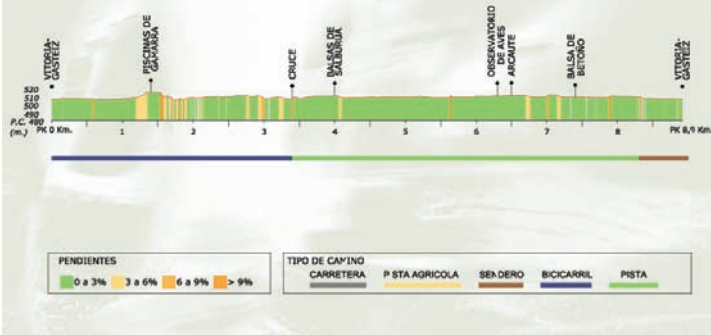 VITORIA-
GASTEIZ
PISCINAS DE
GAMARRA
CRUCE
BALSAS DE
SALBURUA
OBSERVATORIO
DE AVES
ARCAUTE
BALSA DE
BETOÑO
VITORIA-
GASTEIZ
520
510
500
490
P.C. 480
(m.)
PK 0 Km.
1
2
3
4
5
6
7
8
PK 8,9 Km.
PENDIENTES
0 a 3%
3 a 6%
6 a 9%
> 9%
TIPO DE CAMINO
CARRETERA
PISTA AGRICOLA
SENDERO
BICICARRIL
PISTA